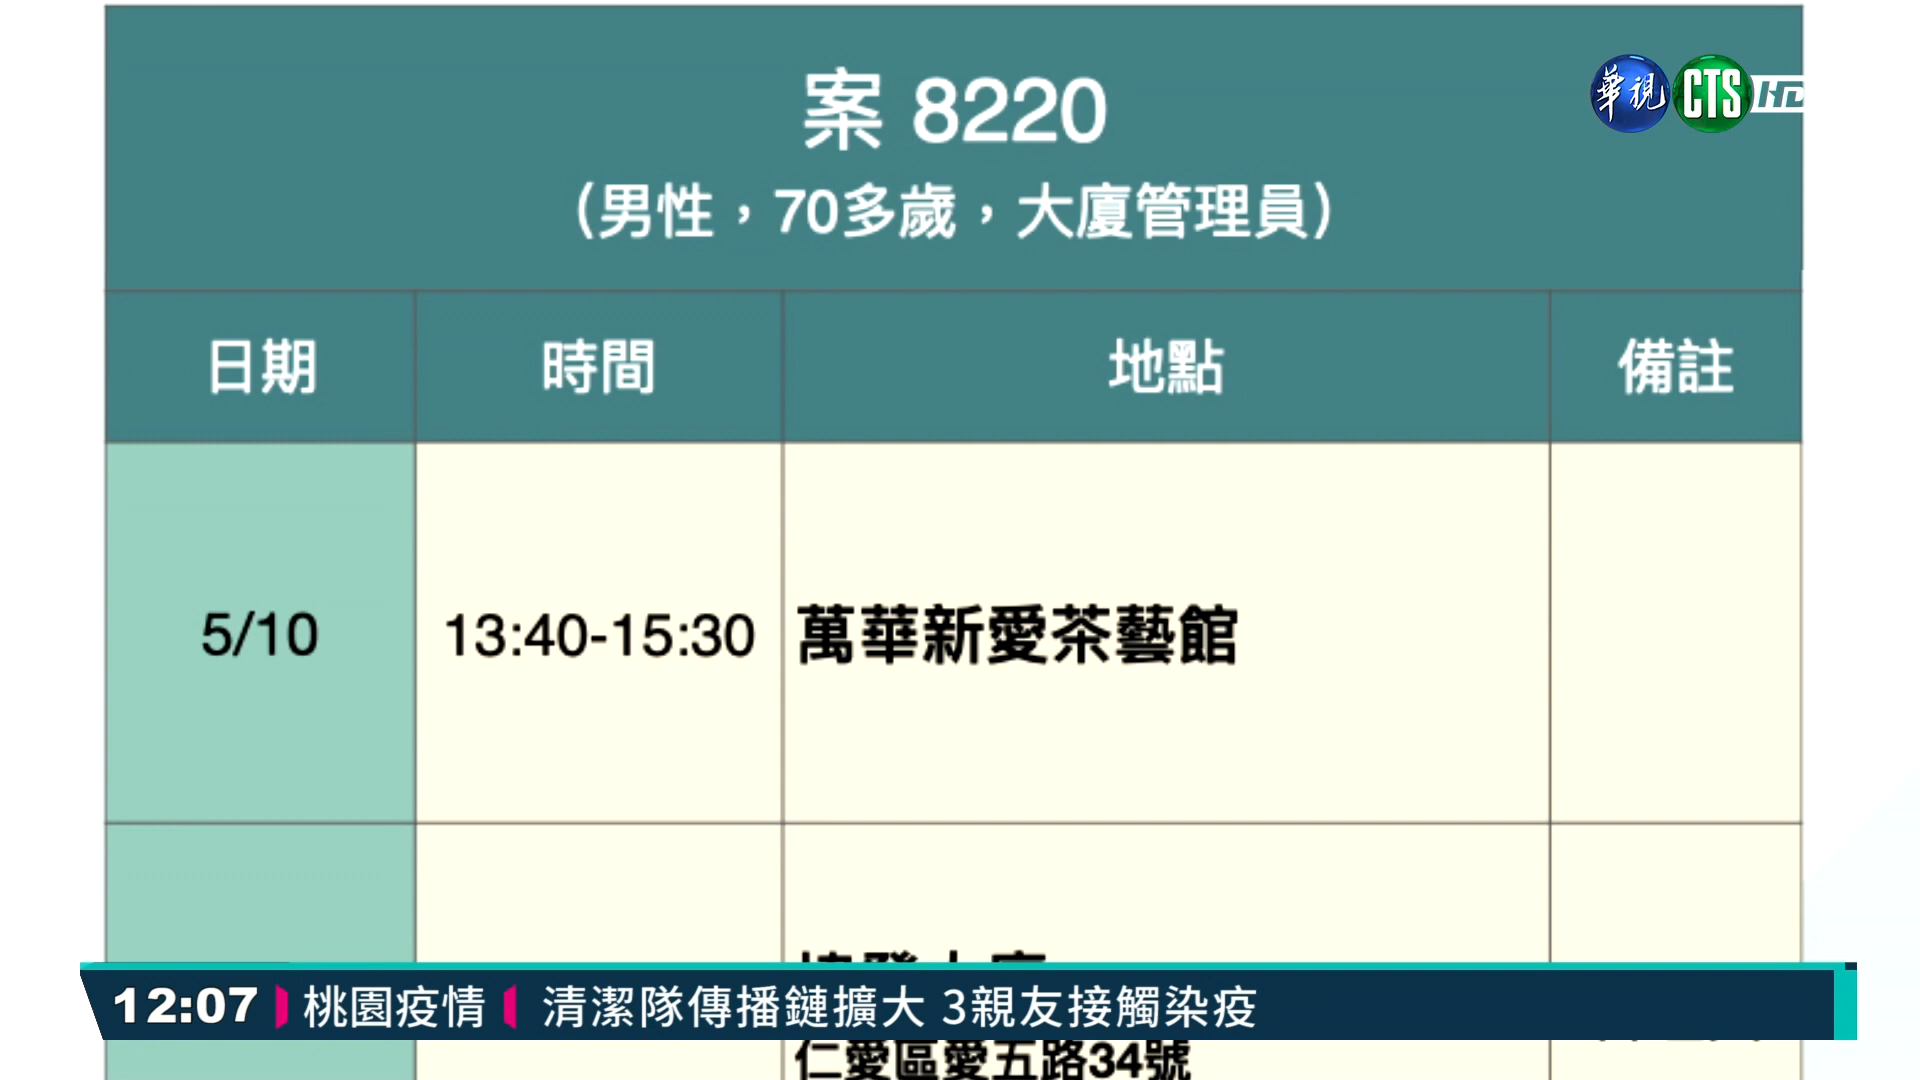 案 8220
華視 CTS HD
（男性，70多歲，大廈管理員）
日期 時間 地點 備註
5/10 13:40-15:30 萬華新愛茶藝館
12:07 桃園疫情 清潔隊傳播鏈擴大 3親友接觸染疫
仁愛區愛五路34號